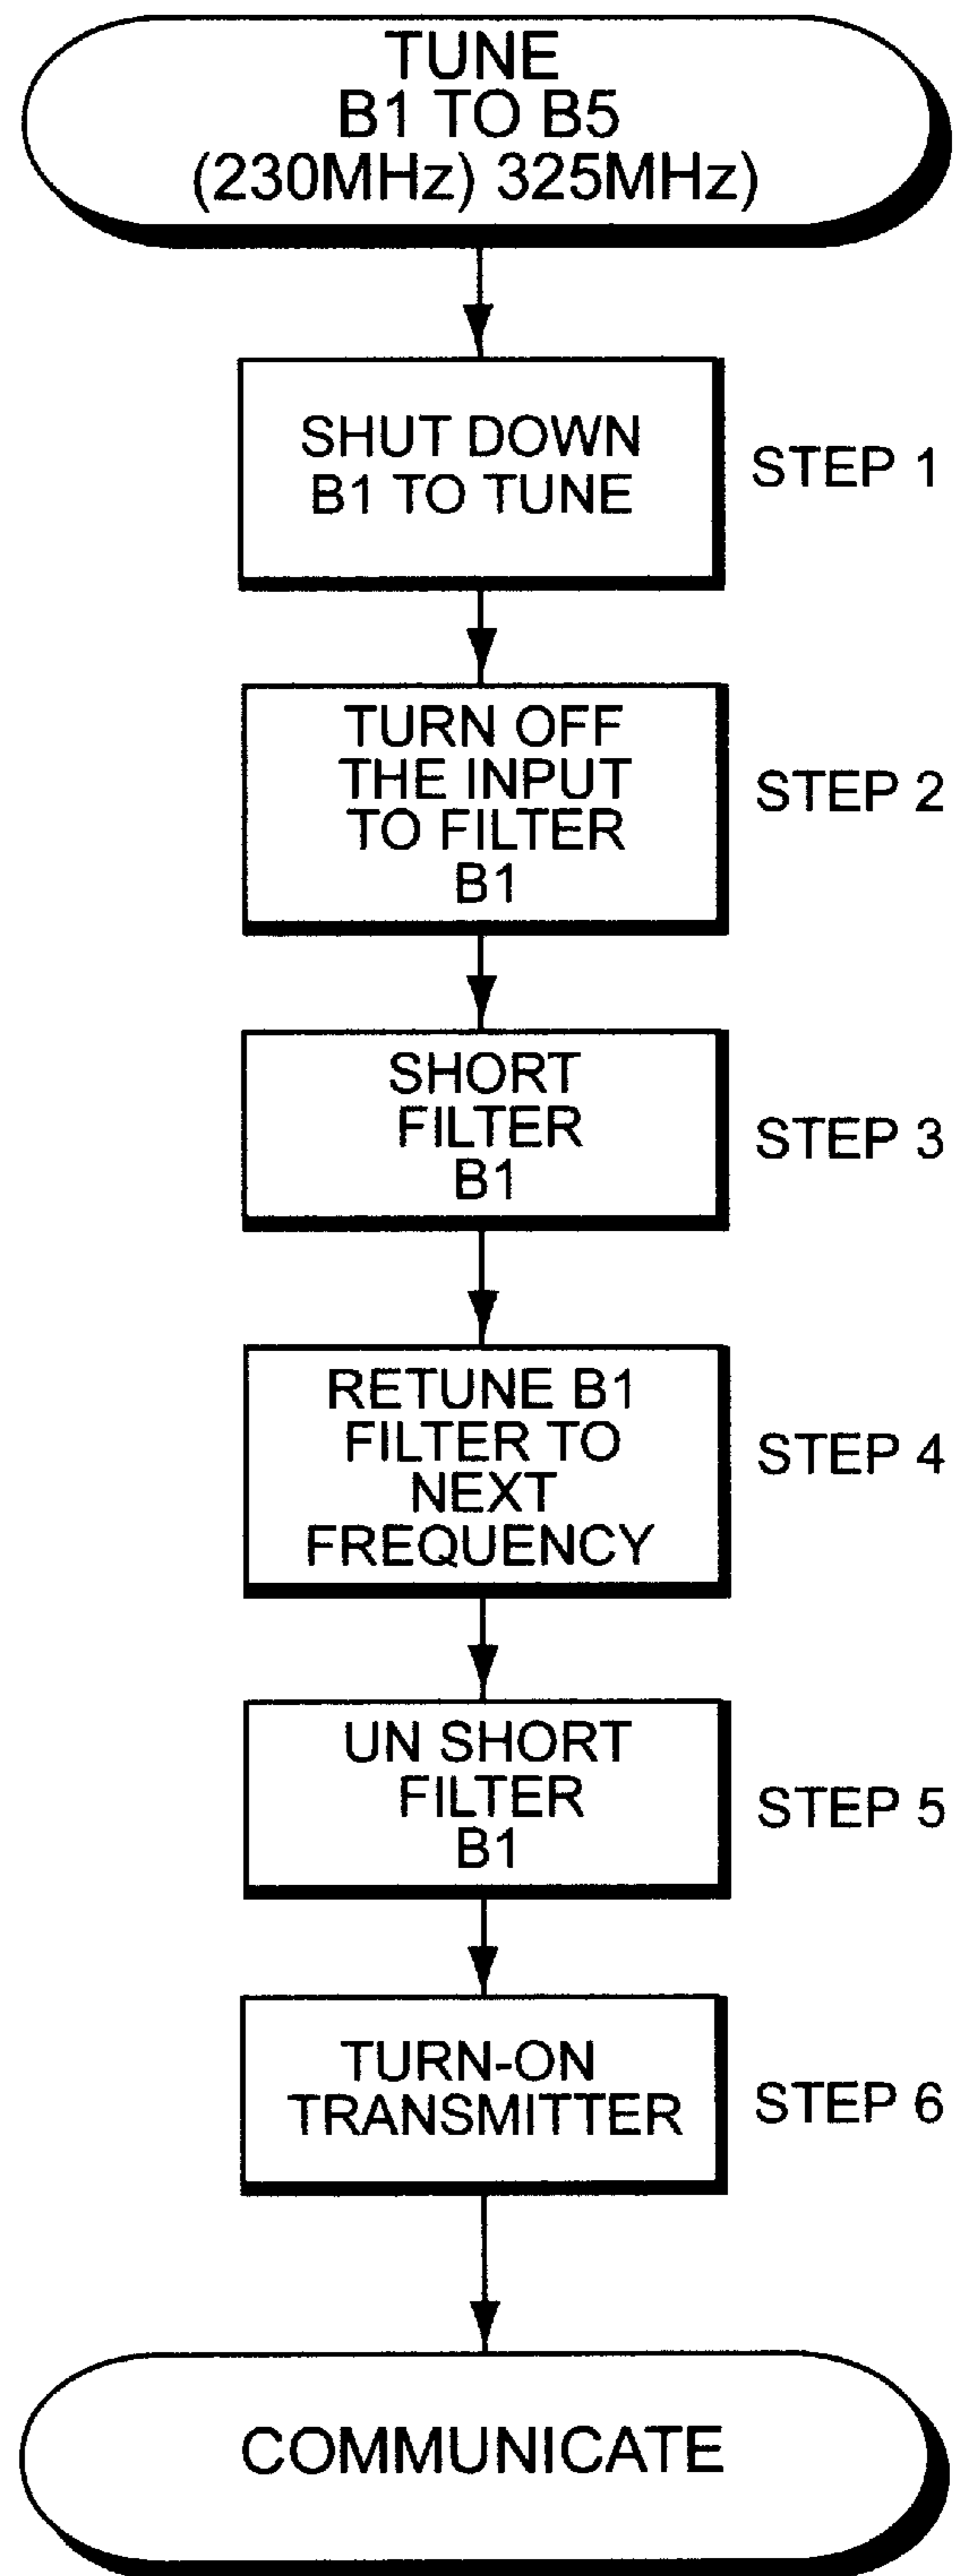 TUNE
B1 TO B5
(230MHz) 325MHz)
SHUT DOWN
B1 TO TUNE
STEP 1
TURN OFF
THE INPUT
TO FILTER
B1
STEP 2
SHORT
FILTER
B1
STEP 3
RETUNE B1
FILTER TO
NEXT
FREQUENCY
STEP 4
UN SHORT
FILTER
B1
STEP 5
TURN-ON
TRANSMITTER
STEP 6
COMMUNICATE